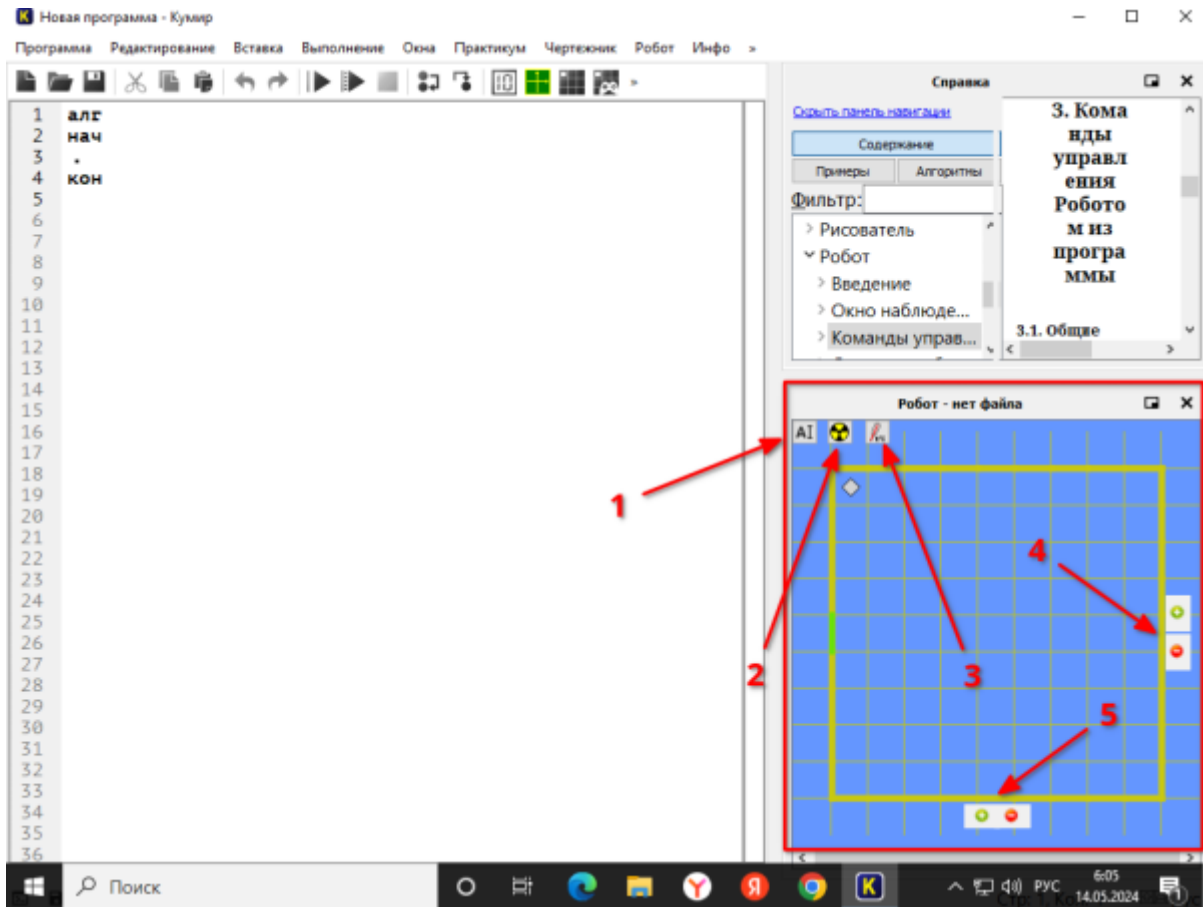 Новая программа - Кумир
Программа Редактирование Вставка Выполнение Окна Практикум Чертежник Робот Инфо »
1 алг
2 нач
3 .
4 кон
5
6
7
8
9
10
11
12
13
14
15
16
17
18
19
20
21
22
23
24
25
26
27
28
29
30
31
32
33
34
35
36
Справка
Скрыть панель навигации
Содержание
Примеры Алгоритмы
Фильтр:
Рисователь
Робот
Введение
Окно наблюде...
Команды управ...
3. Кома
нды
управл
ения
Робото
м из
програ
ммы
3.1. Общие
Робот - нет файла
AI
1
4
2
3
5
Поиск
РУС
6:05
14.05.2024